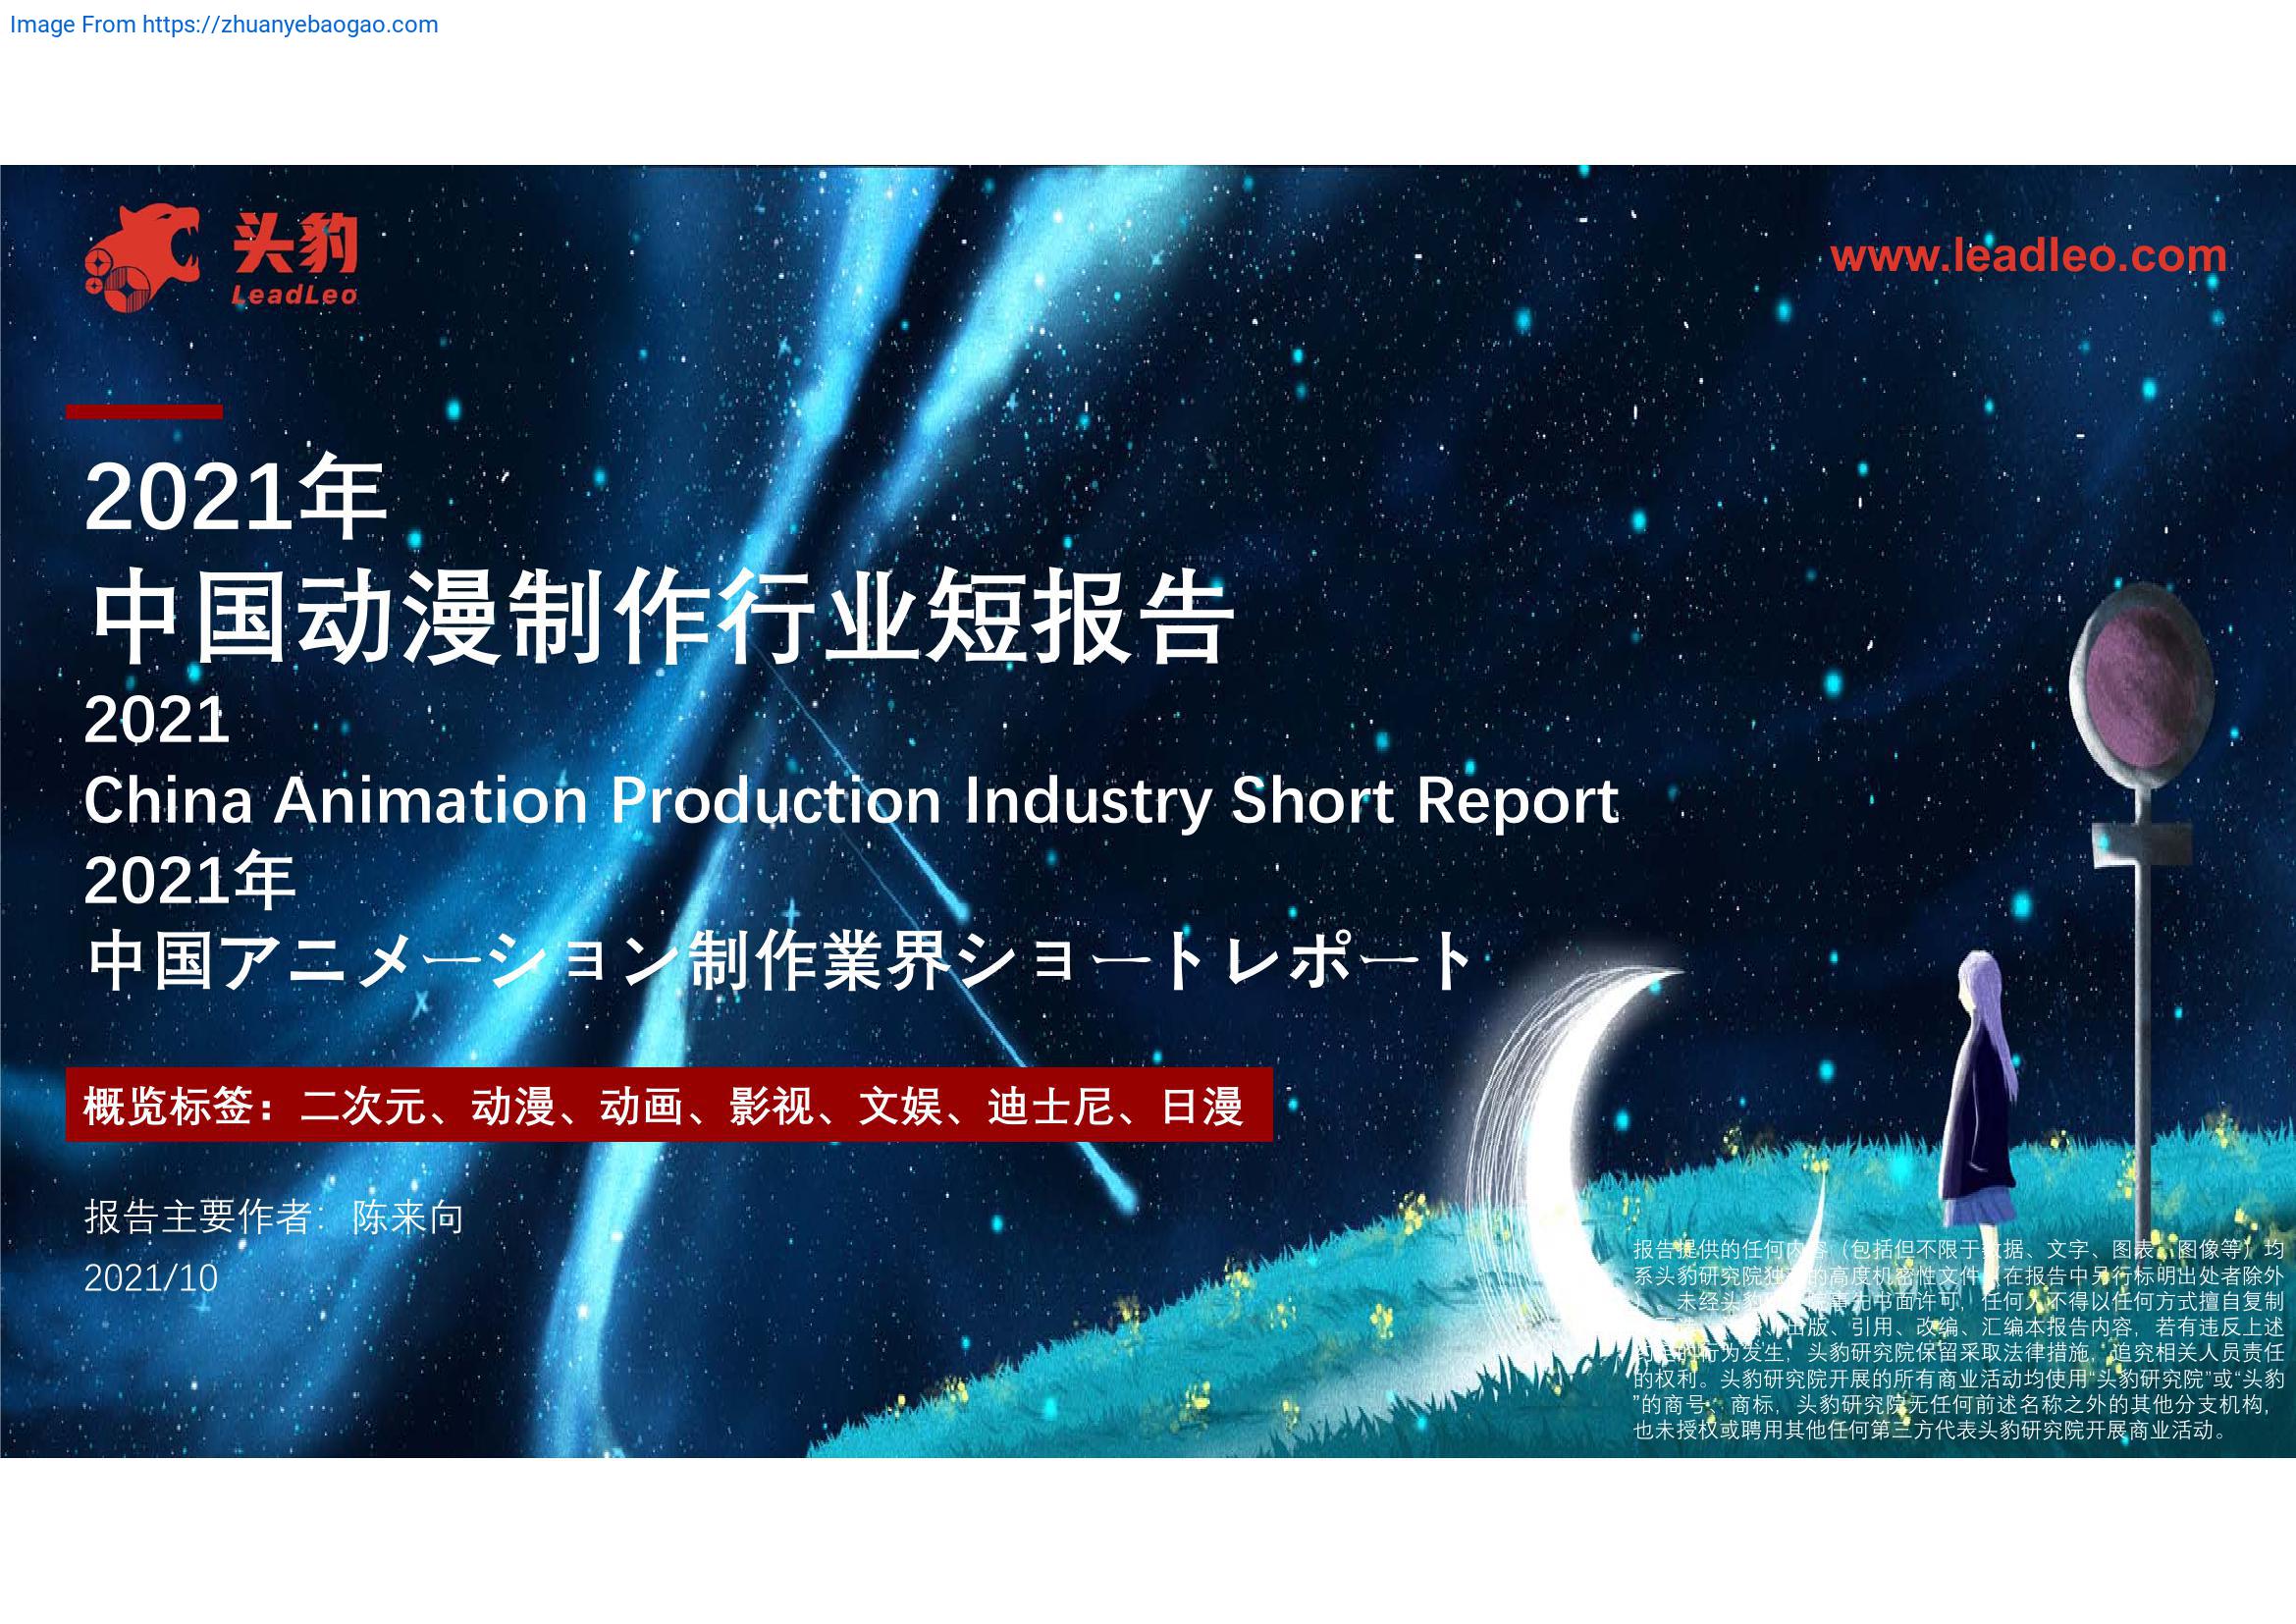 Image From https://zhuanyebaogao.com
头豹
LeadLeo
www.leadleo.com
2021年
中国动漫制作行业短报告
2021
China Animation Production Industry Short Report
2021年
中国アニメーション制作業界ショートレポート
概览标签：二次元、动漫、动画、影视、文娱、迪士尼、日漫
报告主要作者：陈来向
2021/10
报告提供的任何内容（包括但不限于数据、文字、图表、图像等）均
系头豹研究院独有的高度机密性文件（在报告中另行标明出处者除外
）。未经头豹研究院事先书面许可，任何人不得以任何方式擅自复制
、出版、引用、改编、汇编本报告内容，若有违反上述
的行为发生，头豹研究院保留采取法律措施，追究相关人员责任
的权利。头豹研究院开展的所有商业活动均使用“头豹研究院”或“头豹
”的商号、商标，头豹研究院无任何前述名称之外的其他分支机构，
也未授权或聘用其他任何第三方代表头豹研究院开展商业活动。